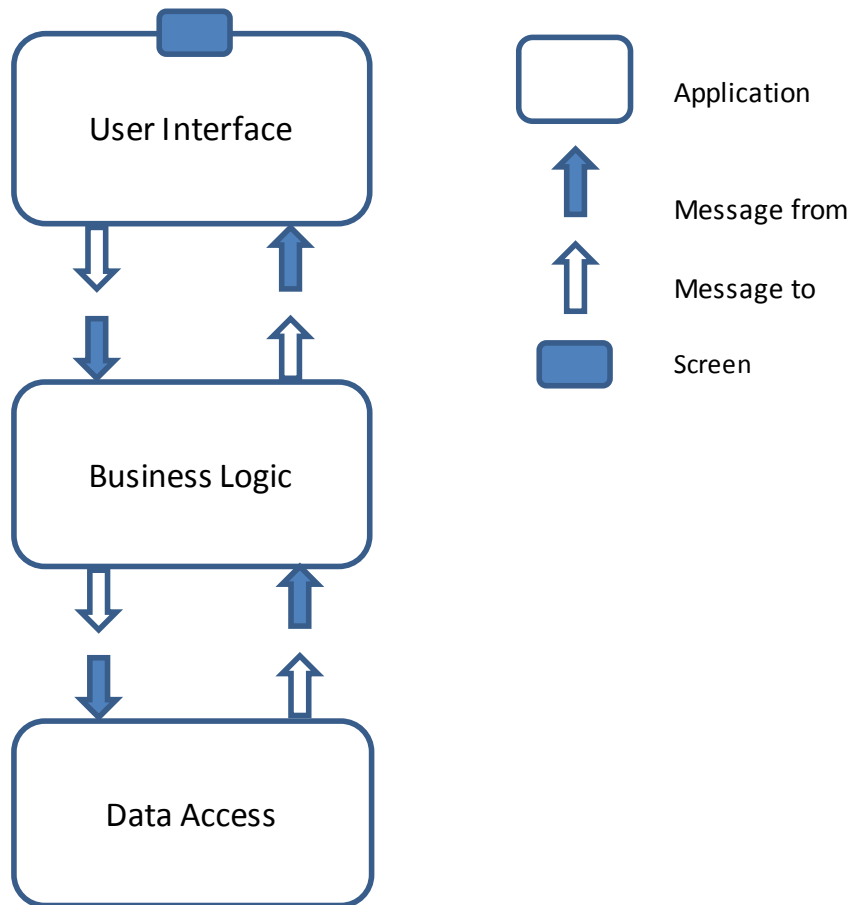 User Interface
Business Logic
Data Access
Application
Message from
Message to
Screen